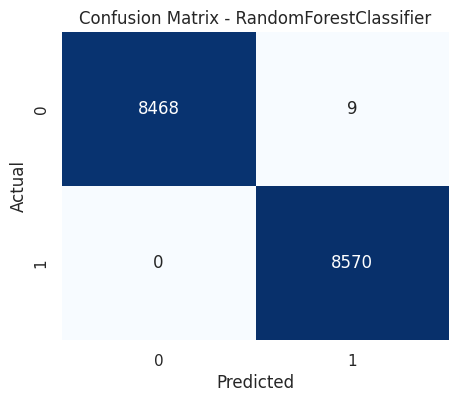 Confusion Matrix - RandomForestClassifier
Actual
0
8468
9
1
0
8570
0
1
Predicted